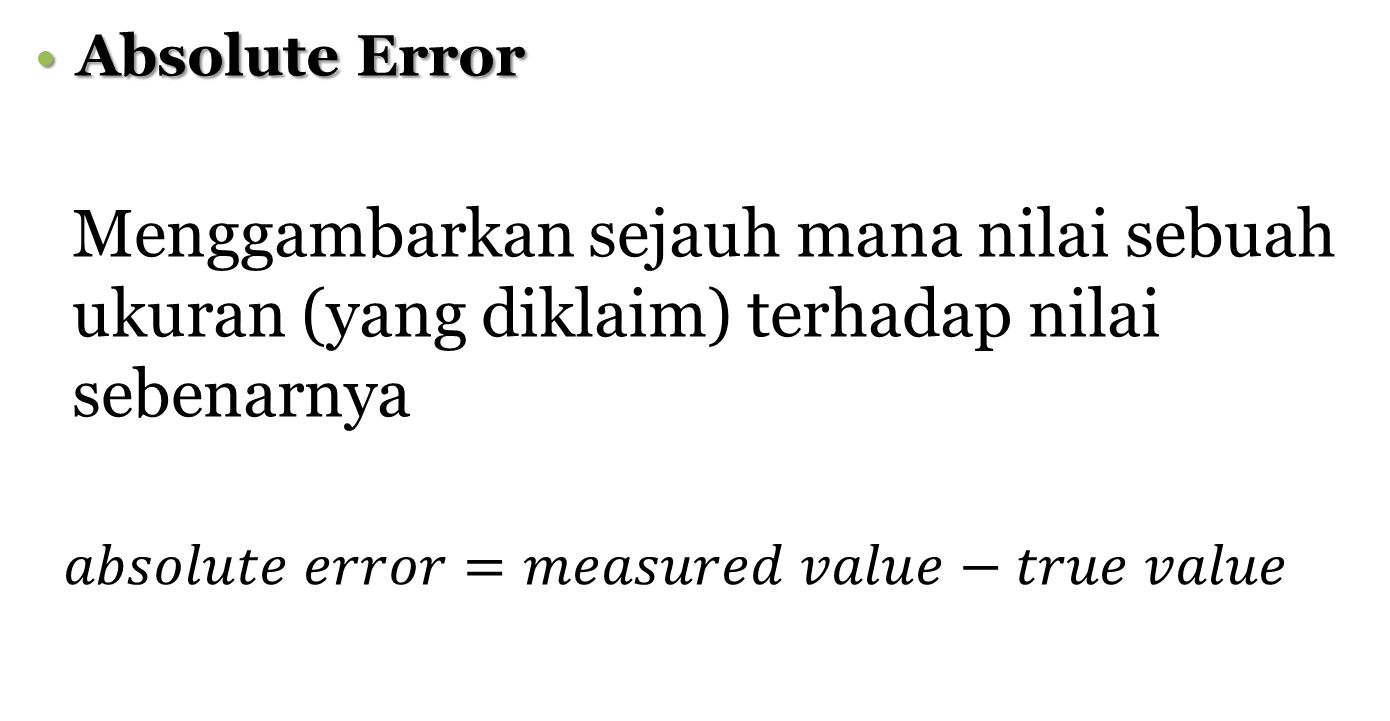 • Absolute Error
Menggambarkan sejauh mana nilai sebuah
ukuran (yang diklaim) terhadap nilai
sebenarnya
absolute error = measured value − true value